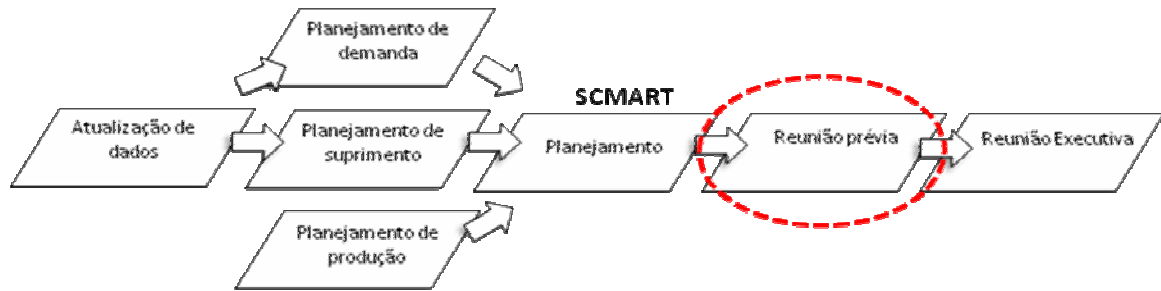 Planejamento de
demanda
SCMART
Atualização de
dados
Planejamento de
suprimento
Planejamento
Reunião prévia
Reunião Executiva
Planejamento de
produção